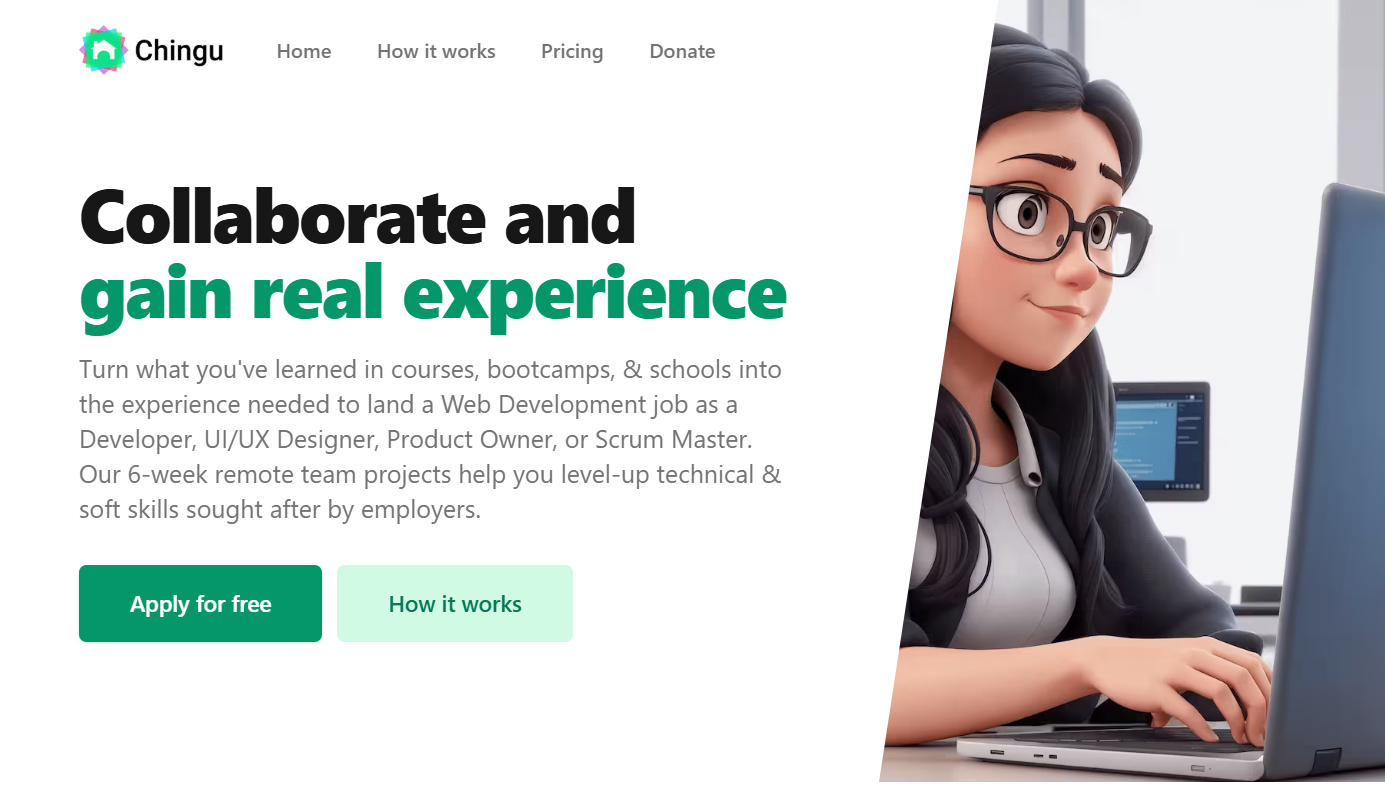 Chingu
Home
How it works
Pricing
Donate
Collaborate and
gain real experience
Turn what you've learned in courses, bootcamps, & schools into
the experience needed to land a Web Development job as a
Developer, UI/UX Designer, Product Owner, or Scrum Master.
Our 6-week remote team projects help you level-up technical &
soft skills sought after by employers.
Apply for free
How it works